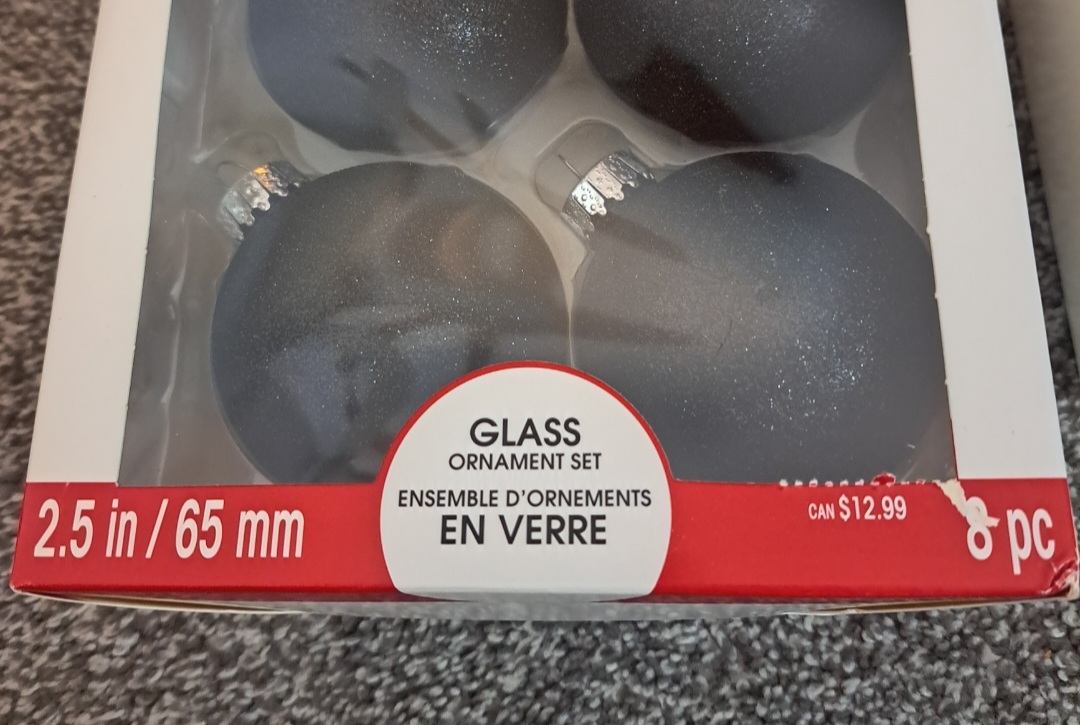 GLASS
ORNAMENT SET
ENSEMBLE D'ORNEMENTS
EN VERRE
2.5 in / 65 mm
CAN $12.99
8 pc